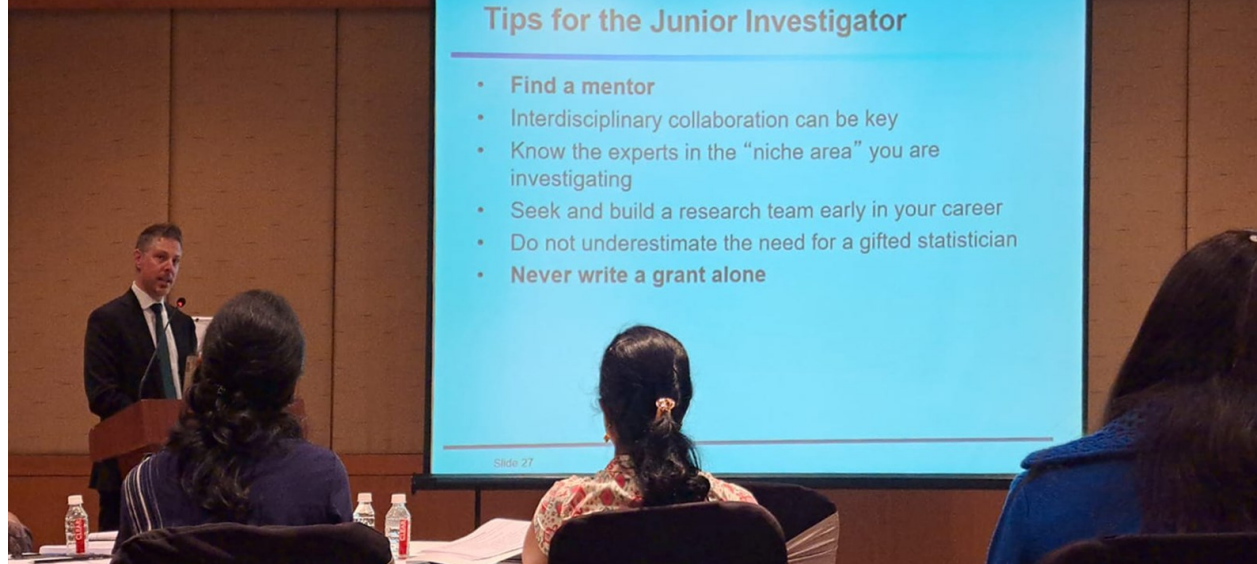 Tips for the Junior Investigator
• Find a mentor
• Interdisciplinary collaboration can be key
• Know the experts in the “niche area” you are
investigating
• Seek and build a research team early in your career
• Do not underestimate the need for a gifted statistician
• Never write a grant alone
Slide 27